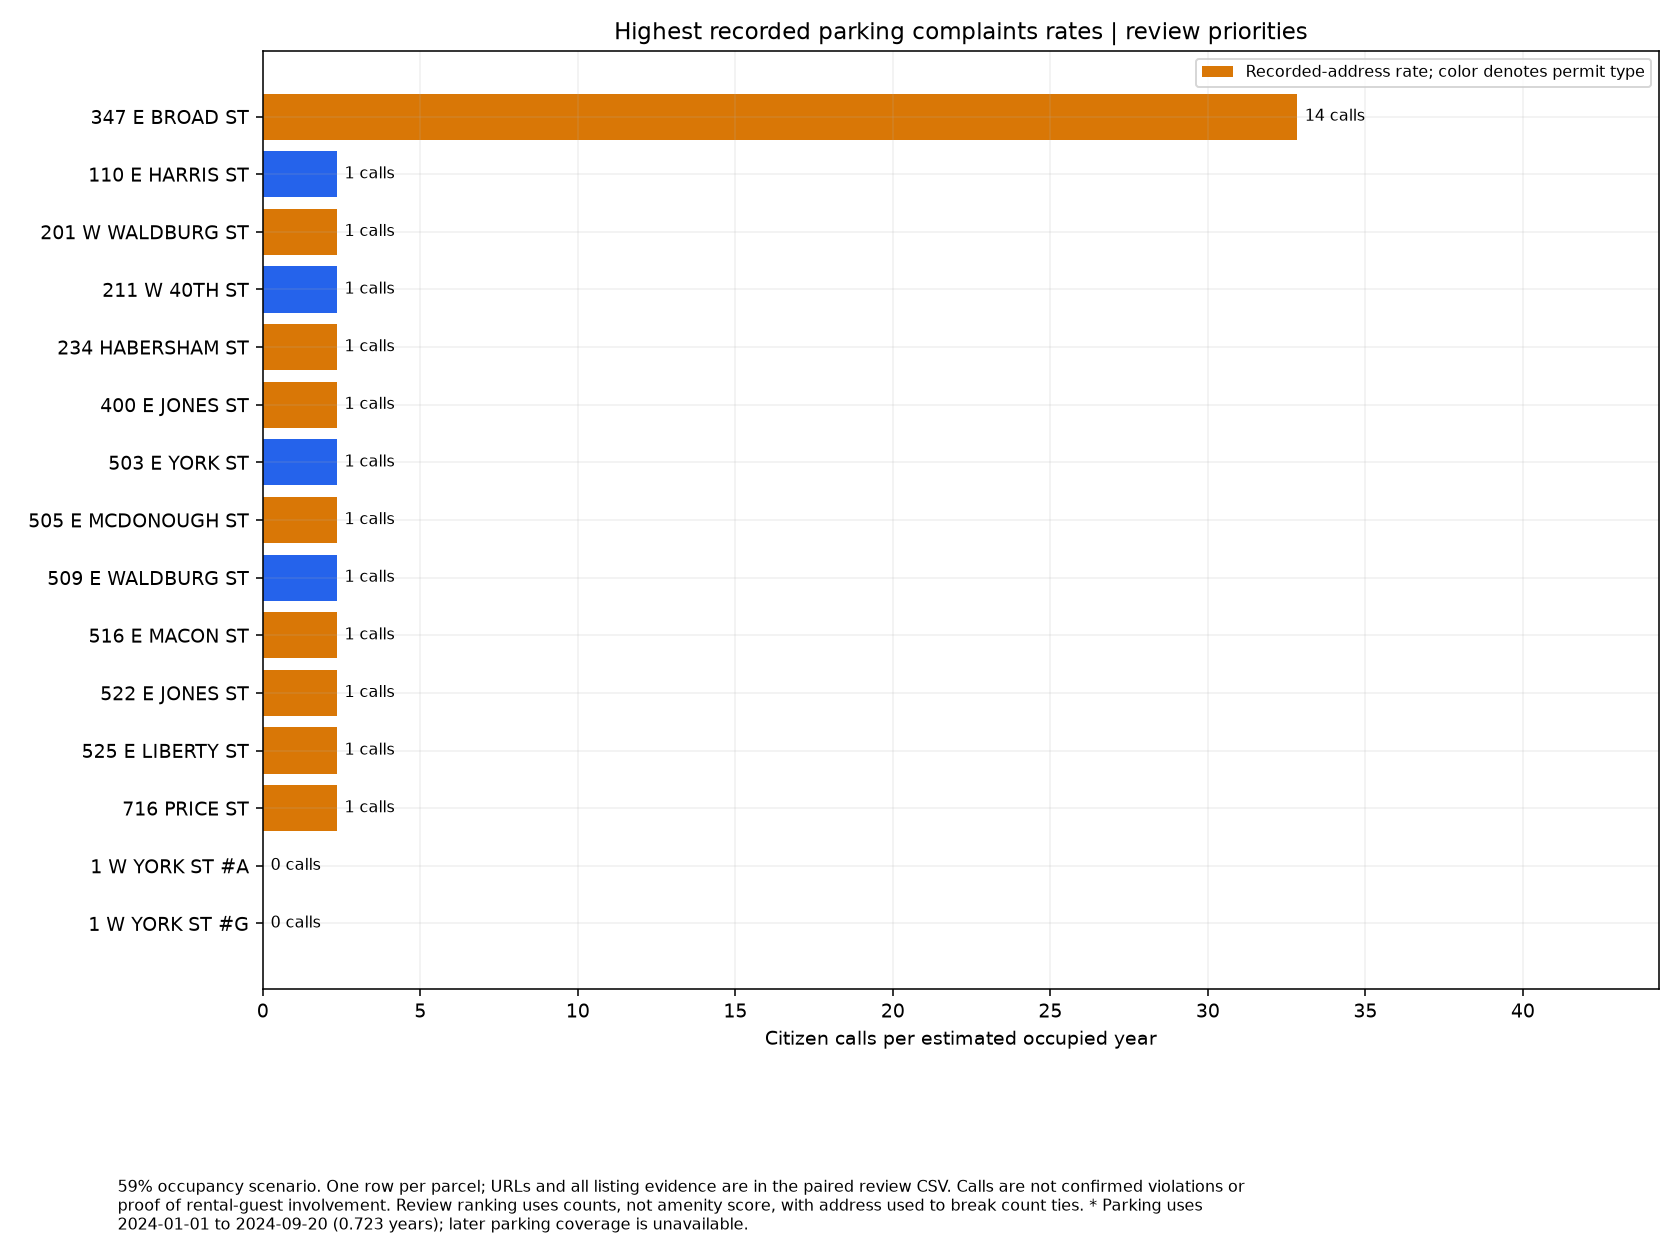 Highest recorded parking complaints rates | review priorities
Recorded-address rate; color denotes permit type
347 E BROAD ST 14 calls
110 E HARRIS ST 1 calls
201 W WALDBURG ST 1 calls
211 W 40TH ST 1 calls
234 HABERSHAM ST 1 calls
400 E JONES ST 1 calls
503 E YORK ST 1 calls
505 E MCDONOUGH ST 1 calls
509 E WALDBURG ST 1 calls
516 E MACON ST 1 calls
522 E JONES ST 1 calls
525 E LIBERTY ST 1 calls
716 PRICE ST 1 calls
1 W YORK ST #A 0 calls
1 W YORK ST #G 0 calls
0 5 10 15 20 25 30 35 40
Citizen calls per estimated occupied year
59% occupancy scenario. One row per parcel; URLs and all listing evidence are in the paired review CSV. Calls are not confirmed violations or
proof of rental-guest involvement. Review ranking uses counts, not amenity score, with address used to break count ties. * Parking uses
2024-01-01 to 2024-09-20 (0.723 years); later parking coverage is unavailable.